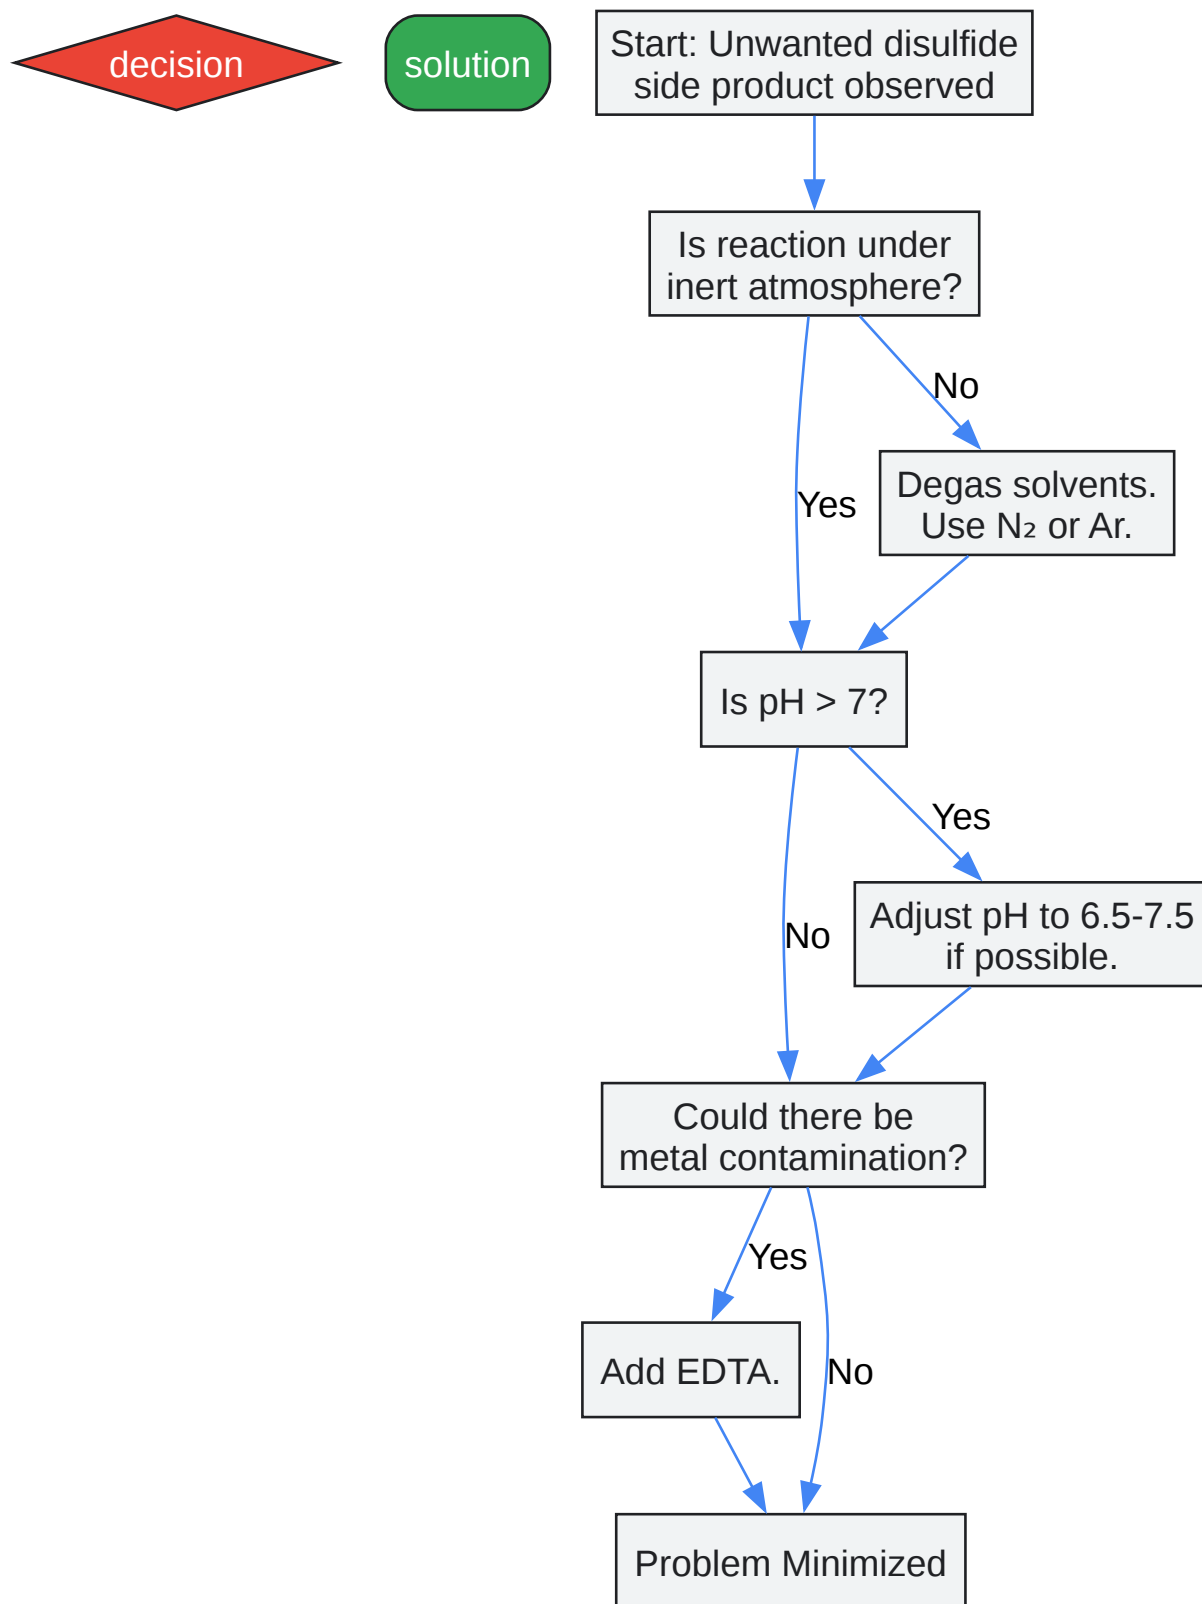 decision
solution
Start: Unwanted disulfide
side product observed
Is reaction under
inert atmosphere?
No
Yes
Degas solvents.
Use N₂ or Ar.
Is pH > 7?
Yes
No
Adjust pH to 6.5-7.5
if possible.
Could there be
metal contamination?
Yes
No
Add EDTA.
Problem Minimized